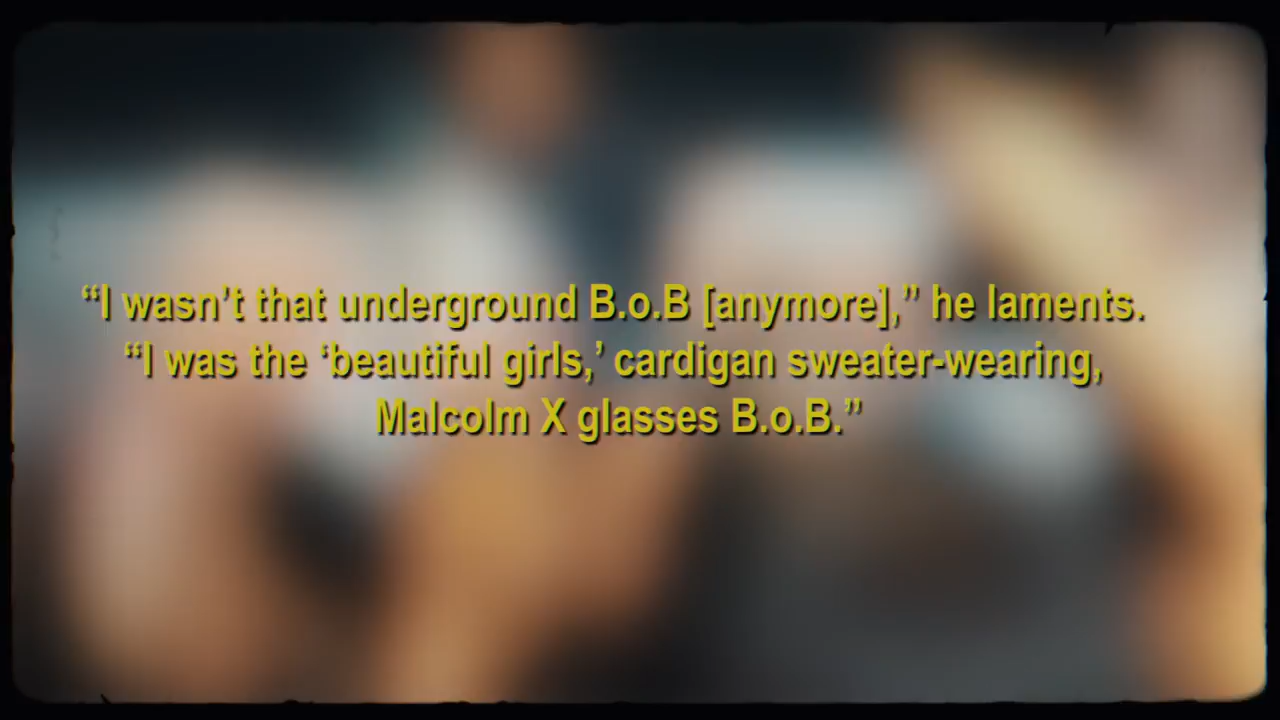 “I wasn’t that underground B.o.B [anymore],” he laments.
“I was the ‘beautiful girls,’ cardigan sweater-wearing,
Malcolm X glasses B.o.B.”